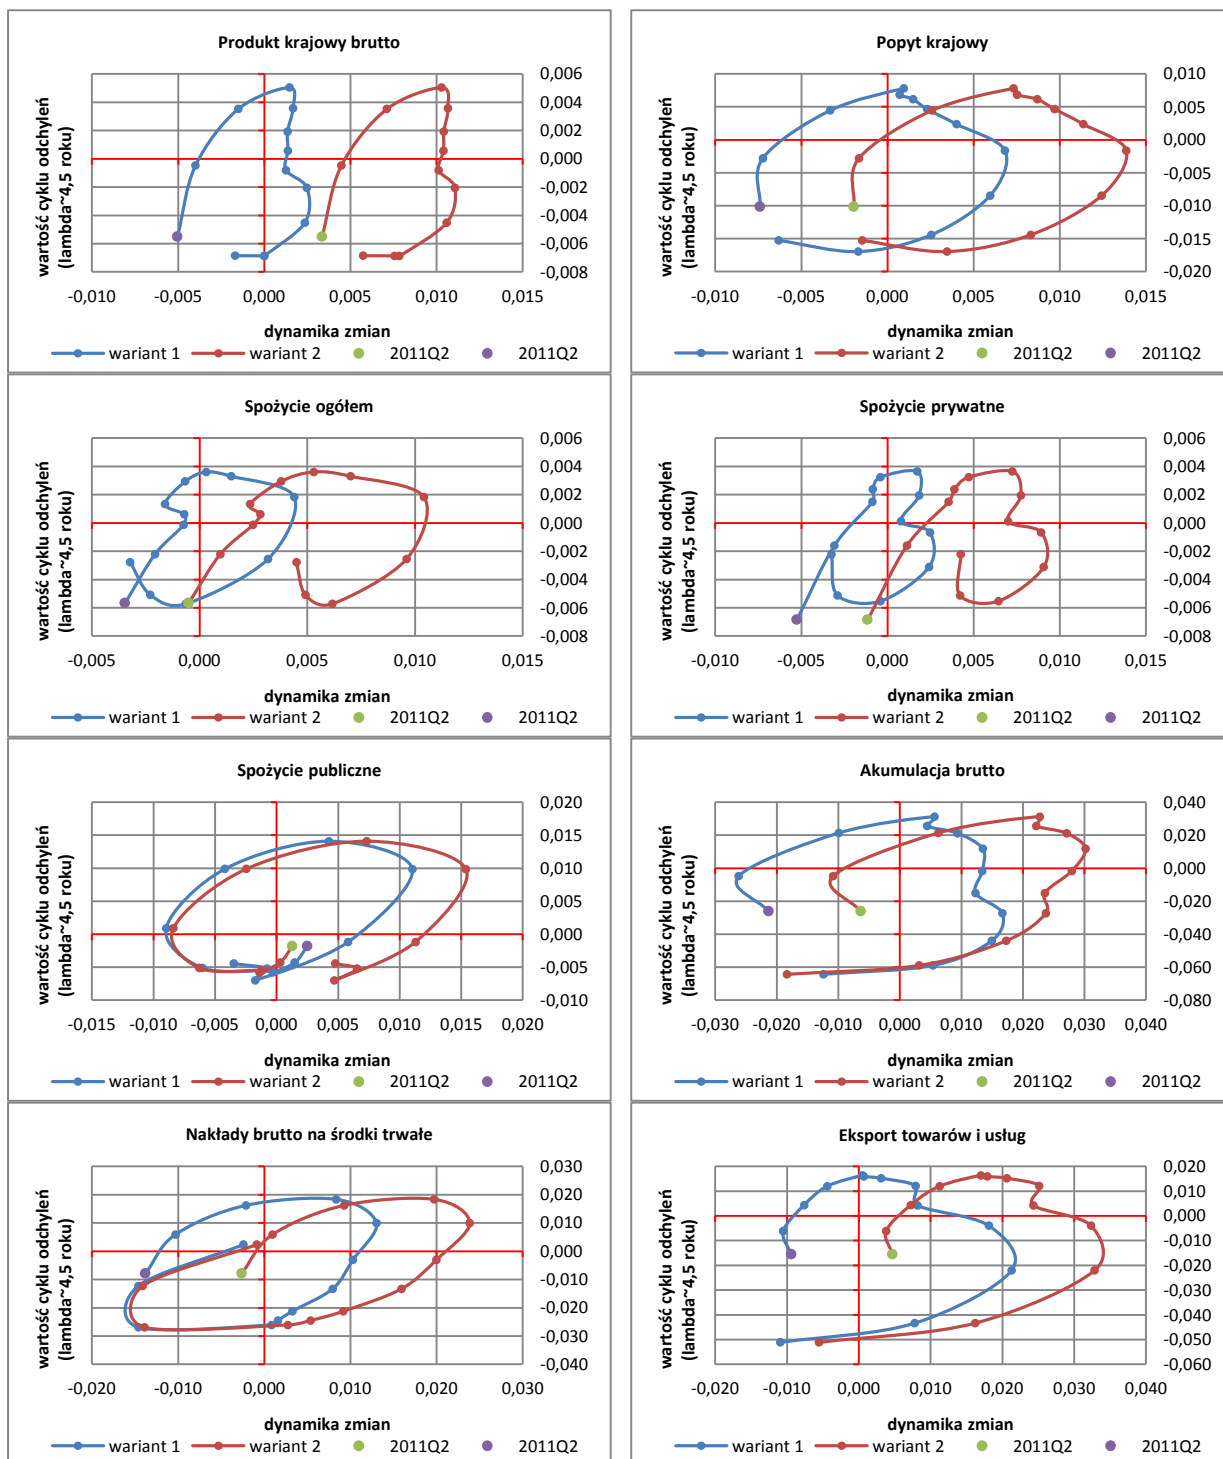 Produkt krajowy brutto
wartość cyklu odchyleń
(lambda~4,5 roku)
0,006
0,004
0,002
0,000
-0,002
-0,004
-0,006
-0,008
-0,010 -0,005 0,000 0,005 0,010 0,015
dynamika zmian
wariant 1 wariant 2 2011Q2 2011Q2
Popyt krajowy
wartość cyklu odchyleń
(lambda~4,5 roku)
0,010
0,005
0,000
-0,005
-0,010
-0,015
-0,020
-0,010 -0,005 0,000 0,005 0,010 0,015
dynamika zmian
wariant 1 wariant 2 2011Q2 2011Q2
Spożycie ogółem
wartość cyklu odchyleń
(lambda~4,5 roku)
0,006
0,004
0,002
0,000
-0,002
-0,004
-0,006
-0,008
-0,005 0,000 0,005 0,010 0,015
dynamika zmian
wariant 1 wariant 2 2011Q2 2011Q2
Spożycie prywatne
wartość cyklu odchyleń
(lambda~4,5 roku)
0,006
0,004
0,002
0,000
-0,002
-0,004
-0,006
-0,008
-0,010 -0,005 0,000 0,005 0,010 0,015
dynamika zmian
wariant 1 wariant 2 2011Q2 2011Q2
Spożycie publiczne
wartość cyklu odchyleń
(lambda~4,5 roku)
0,020
0,015
0,010
0,005
0,000
-0,005
-0,010
-0,015 -0,010 -0,005 0,000 0,005 0,010 0,015 0,020
dynamika zmian
wariant 1 wariant 2 2011Q2 2011Q2
Akumulacja brutto
wartość cyklu odchyleń
(lambda~4,5 roku)
0,040
0,020
0,000
-0,020
-0,040
-0,060
-0,080
-0,030 -0,020 -0,010 0,000 0,010 0,020 0,030 0,040
dynamika zmian
wariant 1 wariant 2 2011Q2 2011Q2
Nakłady brutto na środki trwałe
wartość cyklu odchyleń
(lambda~4,5 roku)
0,030
0,020
0,010
0,000
-0,010
-0,020
-0,030
-0,040
-0,020 -0,010 0,000 0,010 0,020 0,030
dynamika zmian
wariant 1 wariant 2 2011Q2 2011Q2
Eksport towarów i usług
wartość cyklu odchyleń
(lambda~4,5 roku)
0,020
0,010
0,000
-0,010
-0,020
-0,030
-0,040
-0,050
-0,060
-0,020 -0,010 0,000 0,010 0,020 0,030 0,040
dynamika zmian
wariant 1 wariant 2 2011Q2 2011Q2